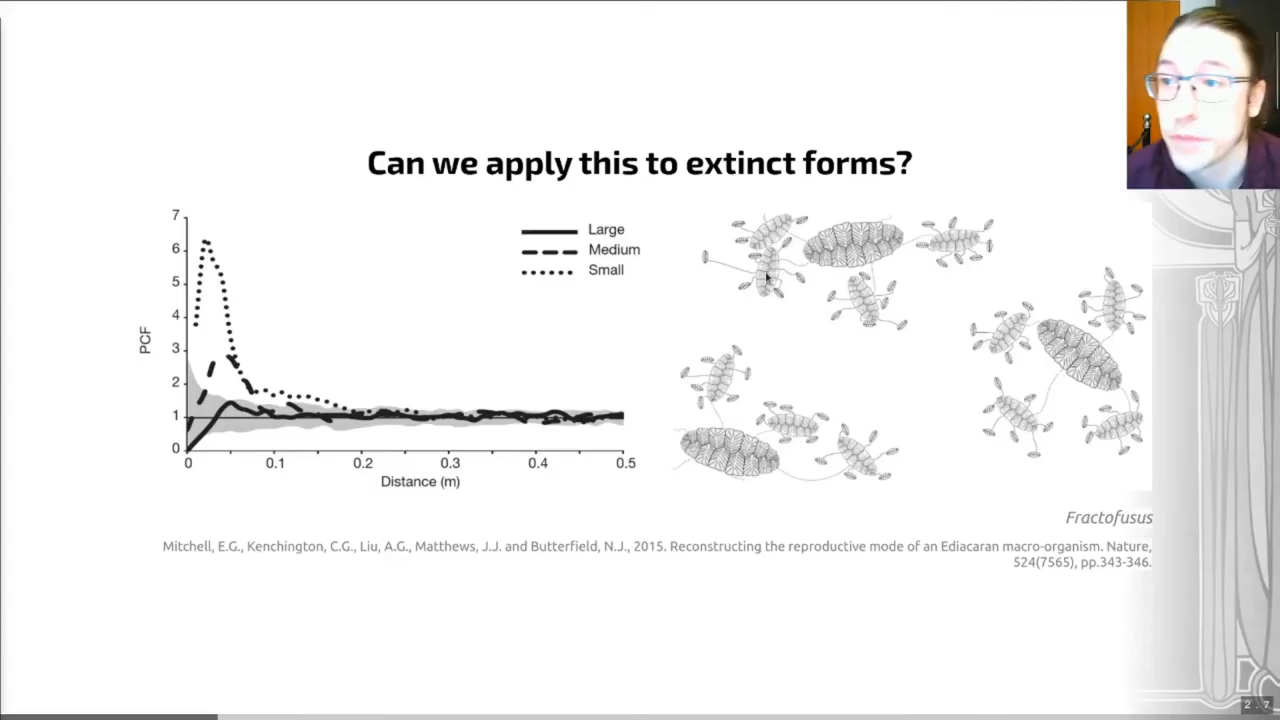 Can we apply this to extinct forms?
7
6
5
4
3
2
1
0
PCF
Large
Medium
Small
0 0.1 0.2 0.3 0.4 0.5
Distance (m)
Fractofusus
Mitchell, E.G., Kenchington, C.G., Liu, A.G., Matthews, J.J. and Butterfield, N.J., 2015. Reconstructing the reproductive mode of an Ediacaran macro-organism. Nature,
524(7565), pp.343-346.
2 . 7